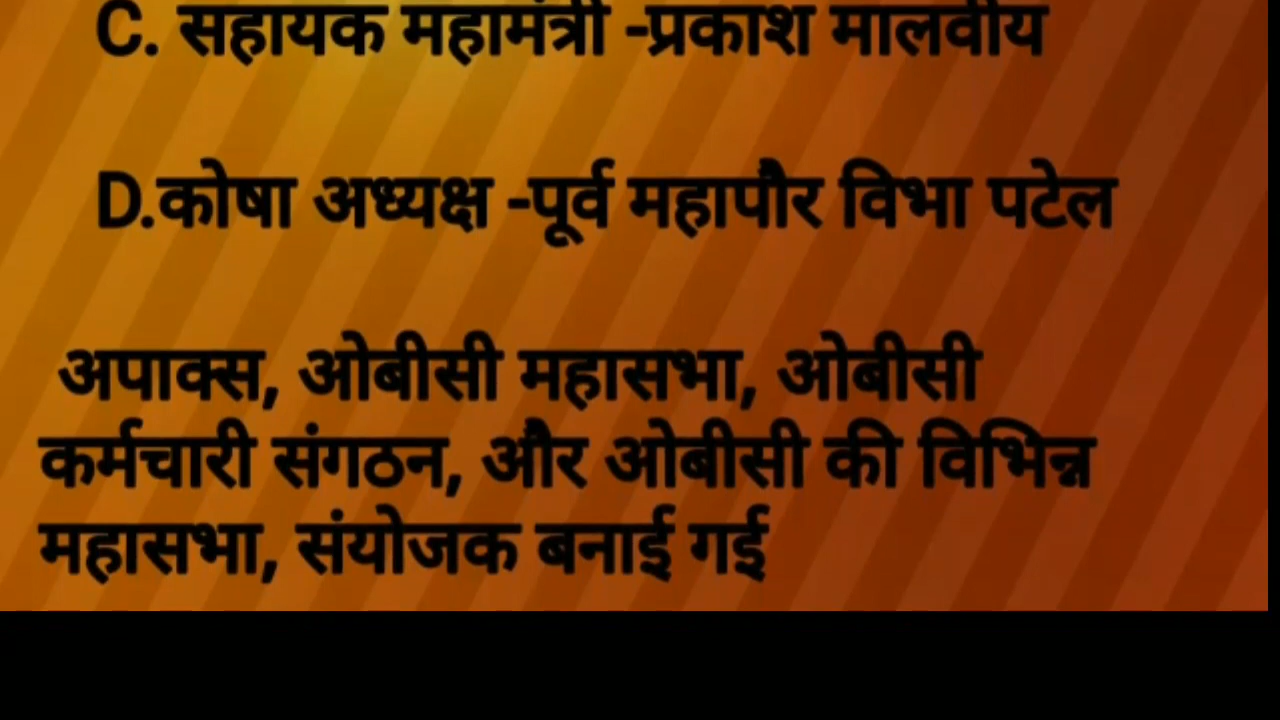 C. सहायक महामंत्री -प्रकाश मालवीय
D.कोषा अध्यक्ष -पूर्व महापौर विभा पटेल
अपाक्स, ओबीसी महासभा, ओबीसी
कर्मचारी संगठन, और ओबीसी की विभिन्न
महासभा, संयोजक बनाई गई